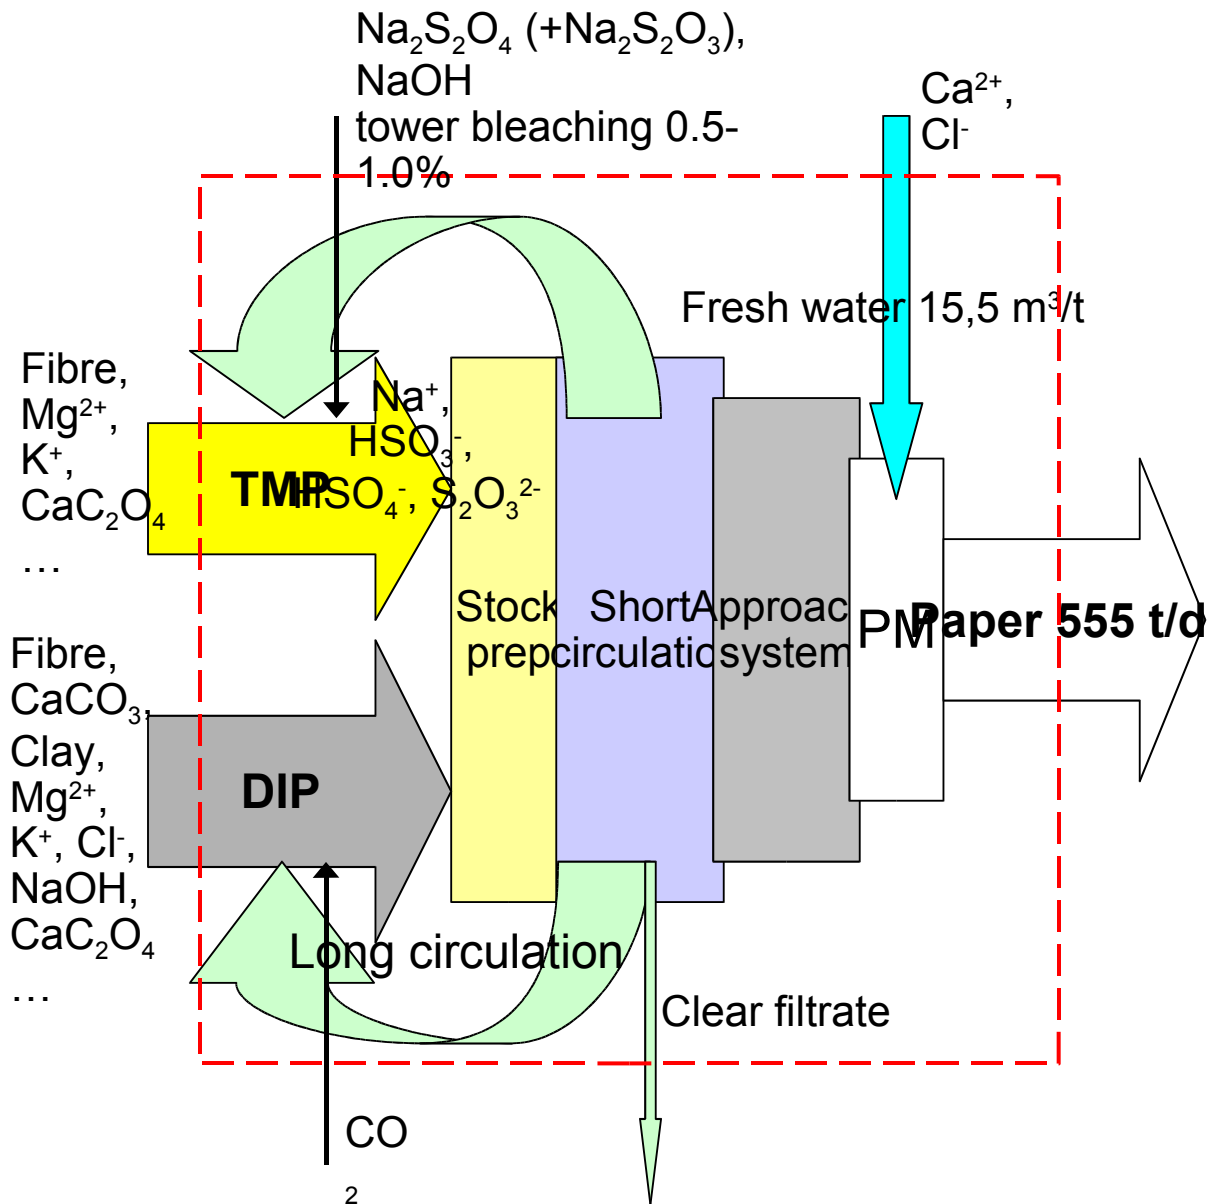 Na₂S₂O₄ (+Na₂S₂O₃),
NaOH
tower bleaching 0.5-
1.0%
Ca²⁺,
Cl⁻
Fresh water 15,5 m³/t
Fibre,
Mg²⁺,
K⁺,
CaC₂O₄
…
TMP
Na⁺,
HSO₃⁻,
HSO₄⁻, S₂O₃²⁻
Stock
prep
Short
circulatio
Approac
system
PM
Paper 555 t/d
Fibre,
CaCO₃,
Clay,
Mg²⁺,
K⁺, Cl⁻,
NaOH,
CaC₂O₄
…
DIP
Long circulation
Clear filtrate
CO
₂